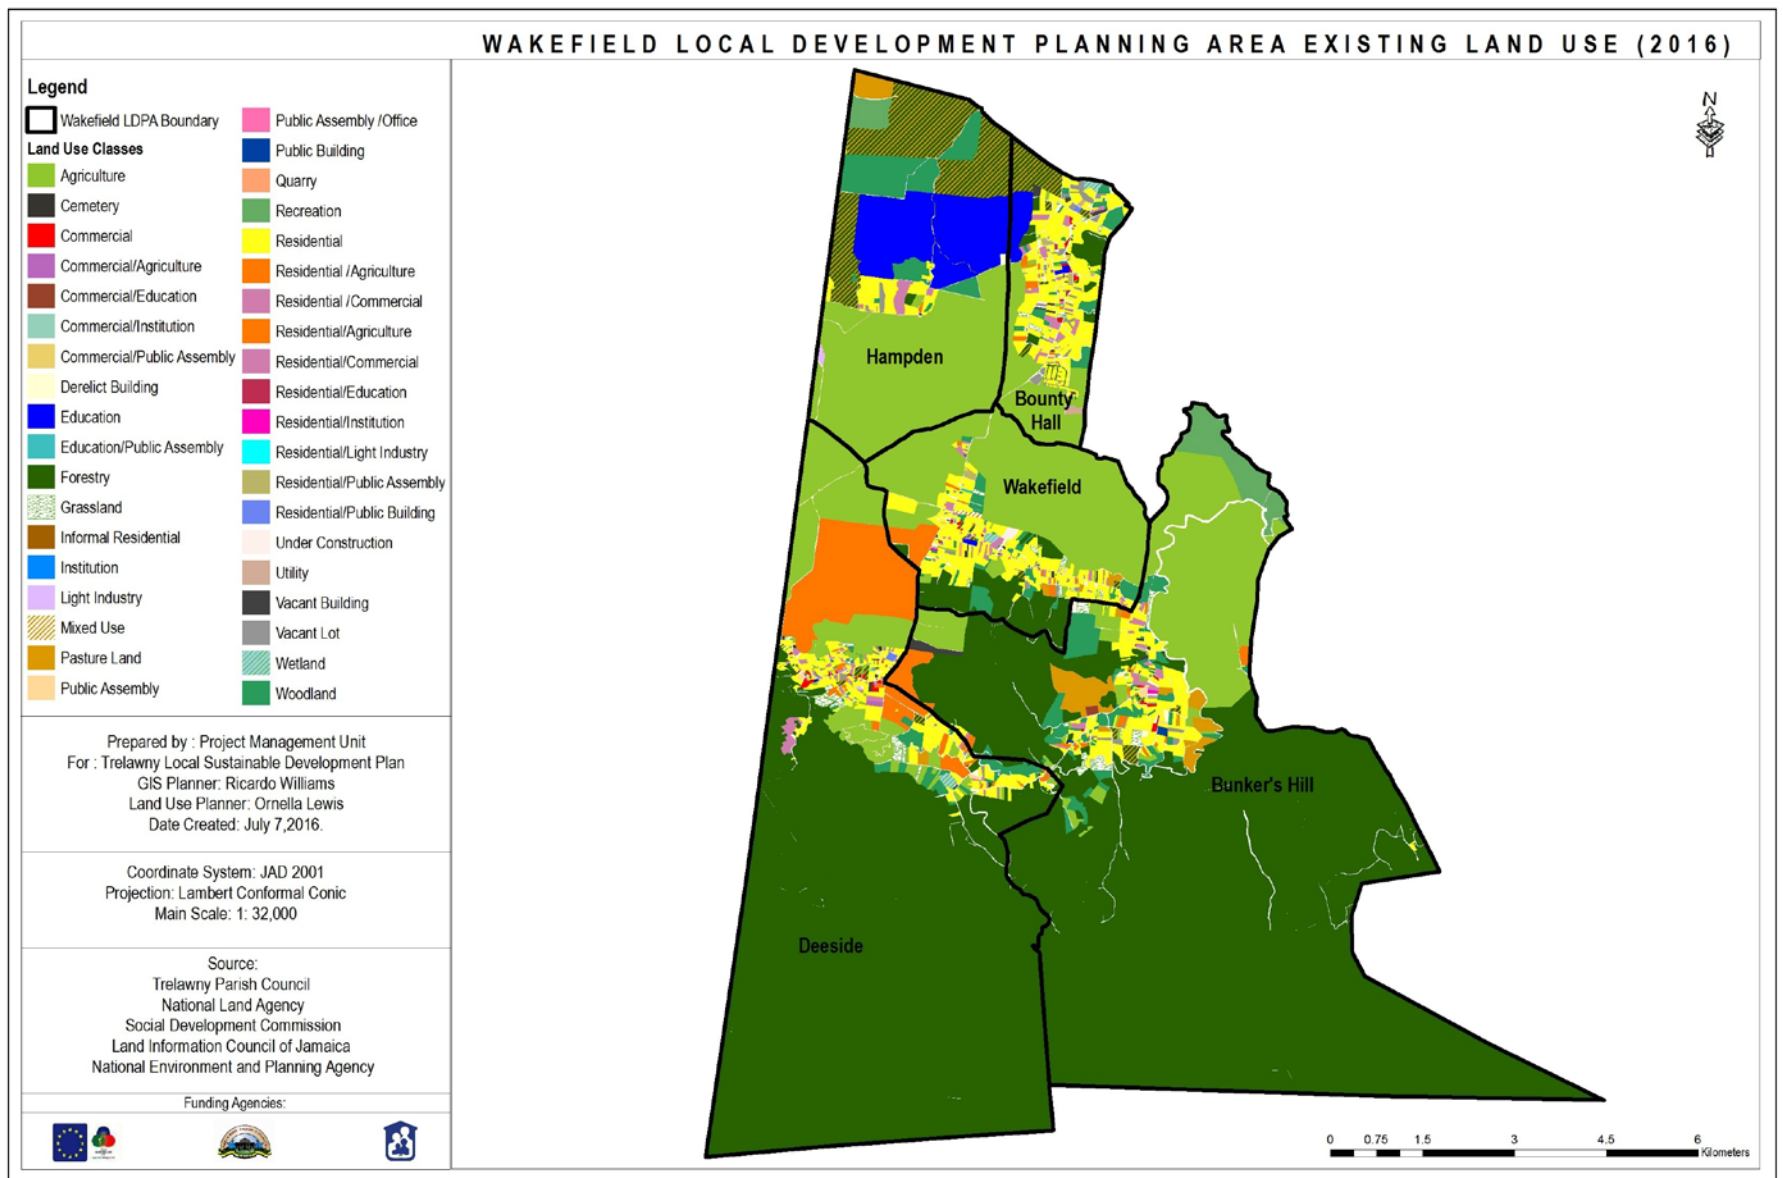 WAKEFIELD LOCAL DEVELOPMENT PLANNING AREA EXISTING LAND USE (2016)
Legend
Wakefield LDPA Boundary
Land Use Classes
Agriculture
Cemetery
Commercial
Commercial/Agriculture
Commercial/Education
Commercial/Institution
Commercial/Public Assembly
Derelict Building
Education
Education/Public Assembly
Forestry
Grassland
Informal Residential
Institution
Light Industry
Mixed Use
Pasture Land
Public Assembly
Public Assembly /Office
Public Building
Quarry
Recreation
Residential
Residential /Agriculture
Residential /Commercial
Residential/Agriculture
Residential/Commercial
Residential/Education
Residential/Institution
Residential/Light Industry
Residential/Public Assembly
Residential/Public Building
Under Construction
Utility
Vacant Building
Vacant Lot
Wetland
Woodland
Prepared by : Project Management Unit
For : Trelawny Local Sustainable Development Plan
GIS Planner: Ricardo Williams
Land Use Planner: Ornella Lewis
Date Created: July 7,2016.
Coordinate System: JAD 2001
Projection: Lambert Conformal Conic
Main Scale: 1: 32,000
Source:
Trelawny Parish Council
National Land Agency
Social Development Commission
Land Information Council of Jamaica
National Environment and Planning Agency
Funding Agencies:
N
Hampden
Bounty
Hall
Wakefield
Bunker's Hill
Deeside
0 0.75 1.5 3 4.5 6
Kilometers